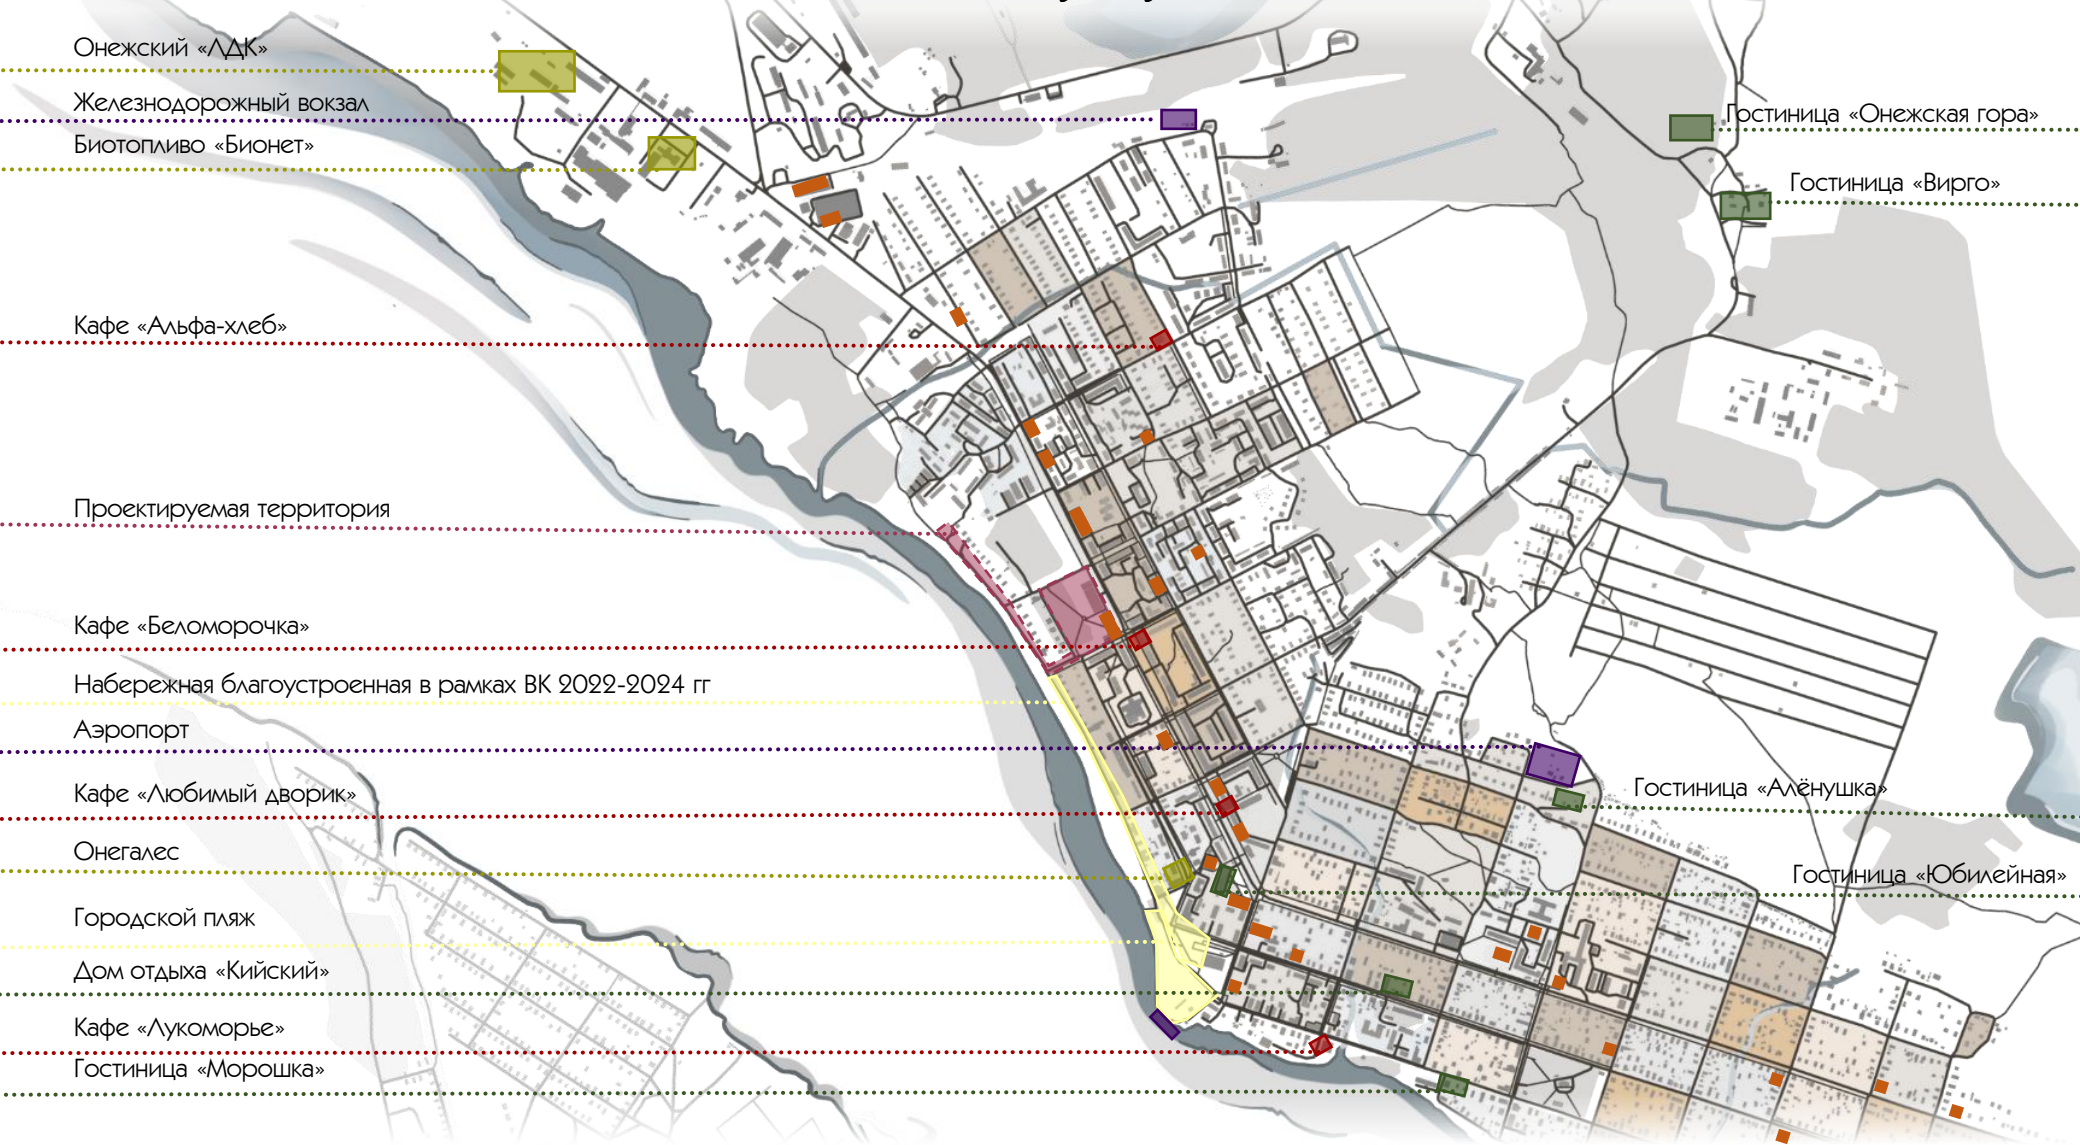 Онежский «ЛДК»
Железнодорожный вокзал
Биотопливо «Бионет»
Гостиница «Онежская гора»
Гостиница «Вирго»
Кафе «Альфа-хлеб»
Проектируемая территория
Кафе «Беломорочка»
Набережная благоустроенная в рамках ВК 2022-2024 гг
Аэропорт
Кафе «Любимый дворик»
Гостиница «Алёнушка»
Онегалес
Гостиница «Юбилейная»
Городской пляж
Дом отдыха «Кийский»
Кафе «Лукоморье»
Гостиница «Морошка»